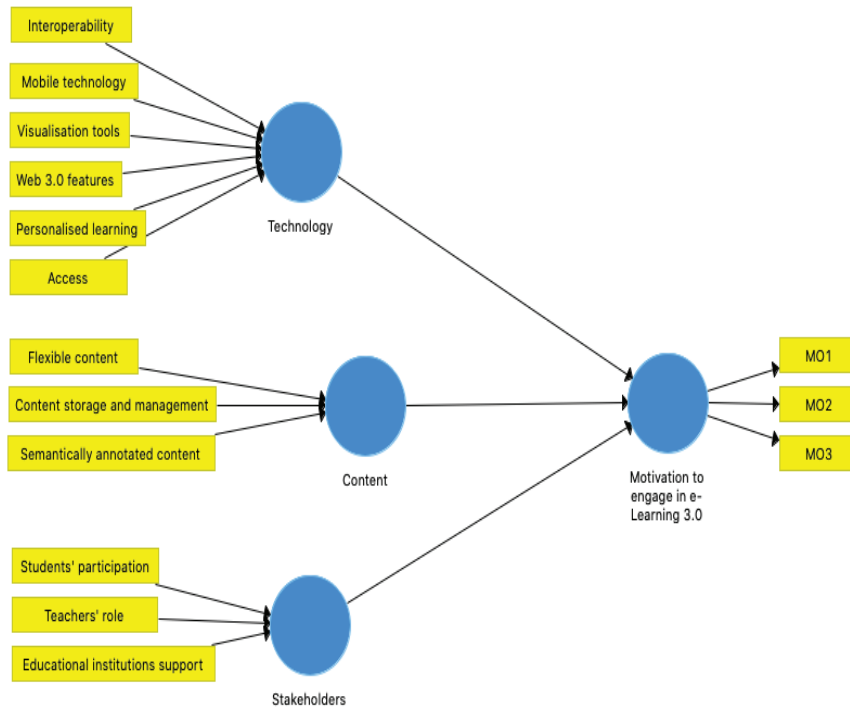 Interoperability
Mobile technology
Visualisation tools
Web 3.0 features
Personalised learning
Access
Technology
Flexible content
Content storage and management
Semantically annotated content
Content
Students' participation
Teachers' role
Educational institutions support
Stakeholders
Motivation to
engage in e-
Learning 3.0
MO1
MO2
MO3